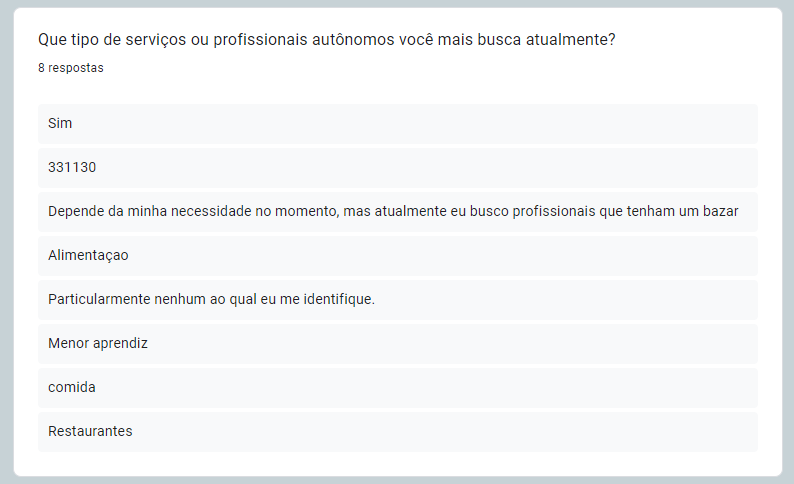 Que tipo de serviços ou profissionais autônomos você mais busca atualmente?
8 respostas
Sim
331130
Depende da minha necessidade no momento, mas atualmente eu busco profissionais que tenham um bazar
Alimentaçao
Particularmente nenhum ao qual eu me identifique.
Menor aprendiz
comida
Restaurantes